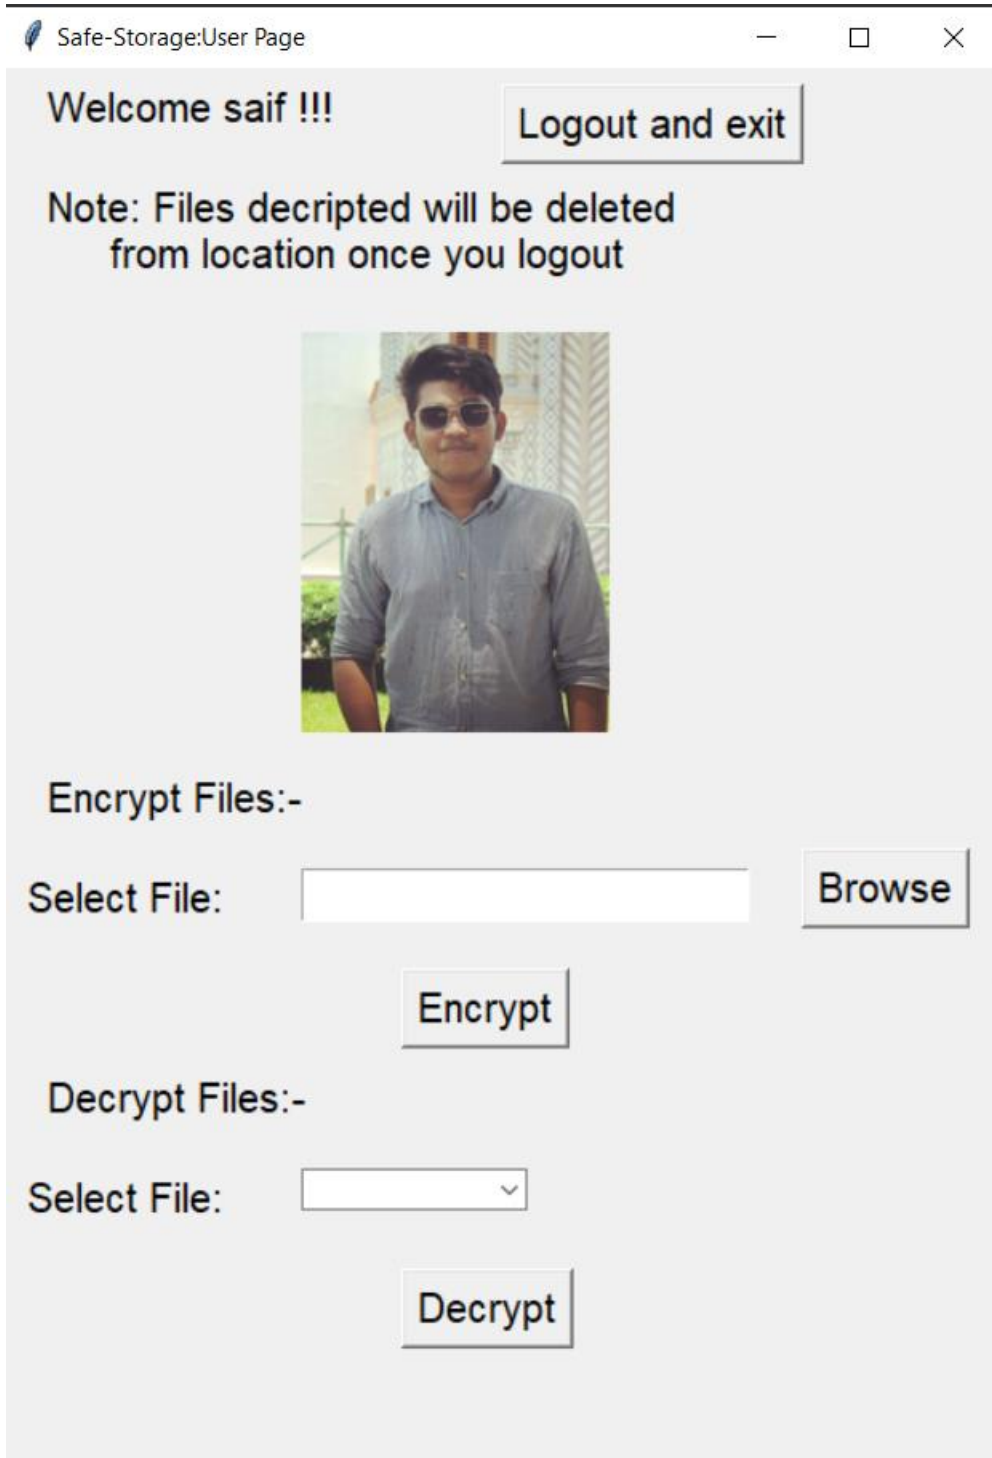 Safe-Storage:User Page
Welcome saif !!!
Logout and exit
Note: Files decripted will be deleted
from location once you logout
Encrypt Files:-
Select File:
Browse
Encrypt
Decrypt Files:-
Select File:
Decrypt